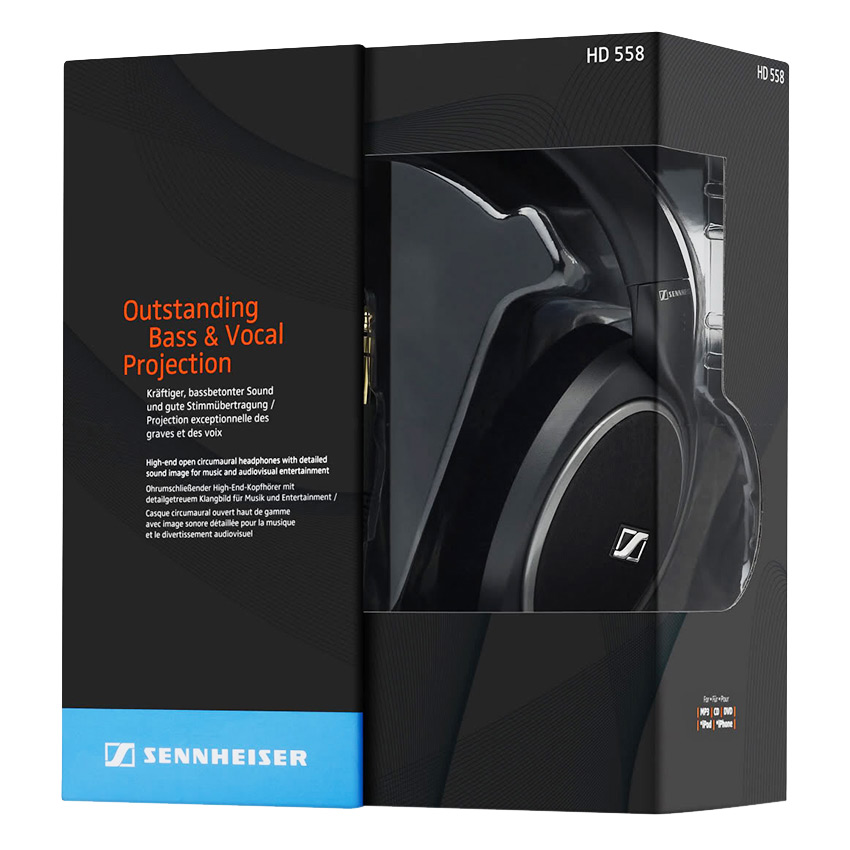 HD 558
HD 558
SENNHEISER
Outstanding
Bass & Vocal
Projection
Kräftiger, bassbetonter Sound
und gute Stimmübertragung /
Projection exceptionnelle des
graves et des voix
High-end open circumaural headphones with detailed
sound image for music and audiovisual entertainment
Ohrumschließender High-End-Kopfhörer mit
detailgetreuem Klangbild für Musik und Entertainment /
Casque circumaural ouvert haut de gamme
avec image sonore détaillée pour la musique
et le divertissement audiovisuel
For • Für • Pour
| MP3 | CD | DVD |
| *iPod | *iPhone |
SENNHEISER